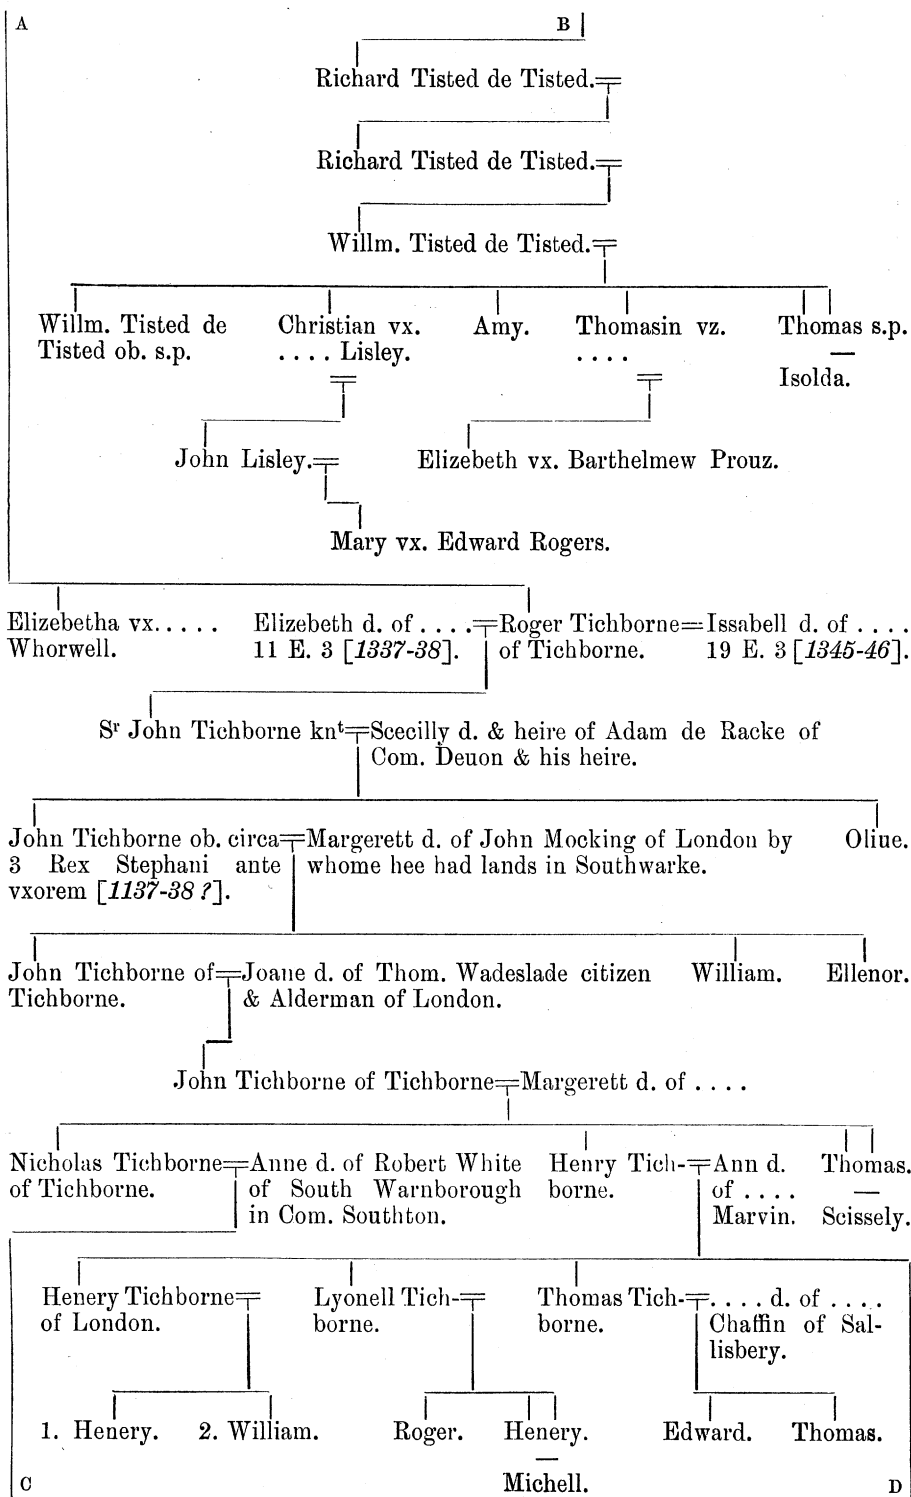 A B
Richard Tisted de Tisted.
Richard Tisted de Tisted.
Willm. Tisted de Tisted.
Willm. Tisted de
Tisted ob. s.p.
Christian vx.
.... Lisley.
Amy.
Thomasin vz.
....
Thomas s.p.
—
Isolda.
John Lisley.
Elizebeth vx. Barthelmew Prouz.
Mary vx. Edward Rogers.
Elizebetha vx.....
Whorwell.
Elizebeth d. of ....
11 E. 3 [1337-38].
Roger Tichborne
of Tichborne.
=Issabell d. of ....
19 E. 3 [1345-46].
Sʳ John Tichborne knᵗ
Scecilly d. & heire of Adam de Racke of
Com. Deuon & his heire.
John Tichborne ob. circa
3 Rex Stephani ante
vxorem [1137-38 ?].
Margerett d. of John Mocking of London by
whome hee had lands in Southwarke.
Oliue.
John Tichborne of
Tichborne.
Joane d. of Thom. Wadeslade citizen
& Alderman of London.
William.
Ellenor.
John Tichborne of Tichborne
Margerett d. of ....
Nicholas Tichborne
of Tichborne.
Anne d. of Robert White
of South Warnborough
in Com. Southton.
Henry Tich-
borne.
Ann d.
of ....
Marvin.
Thomas.
—
Scissely.
Henery Tichborne
of London.
Lyonell Tich-
borne.
Thomas Tich-
borne.
.... d. of ....
Chaffin of Sal-
lisbery.
1. Henery.
2. William.
Roger.
Henery.
—
Michell.
Edward.
Thomas.
C D